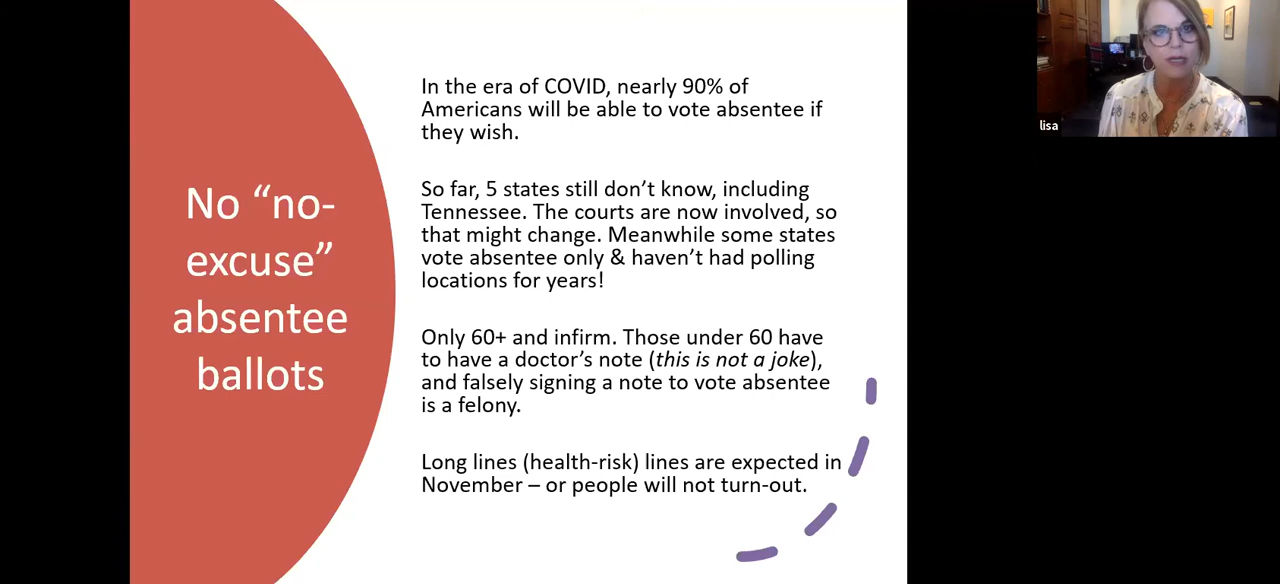 No “no-
excuse”
absentee
ballots
In the era of COVID, nearly 90% of
Americans will be able to vote absentee if
they wish.
So far, 5 states still don’t know, including
Tennessee. The courts are now involved, so
that might change. Meanwhile some states
vote absentee only & haven’t had polling
locations for years!
Only 60+ and infirm. Those under 60 have
to have a doctor’s note (this is not a joke),
and falsely signing a note to vote absentee
is a felony.
Long lines (health-risk) lines are expected in
November – or people will not turn-out.
lisa